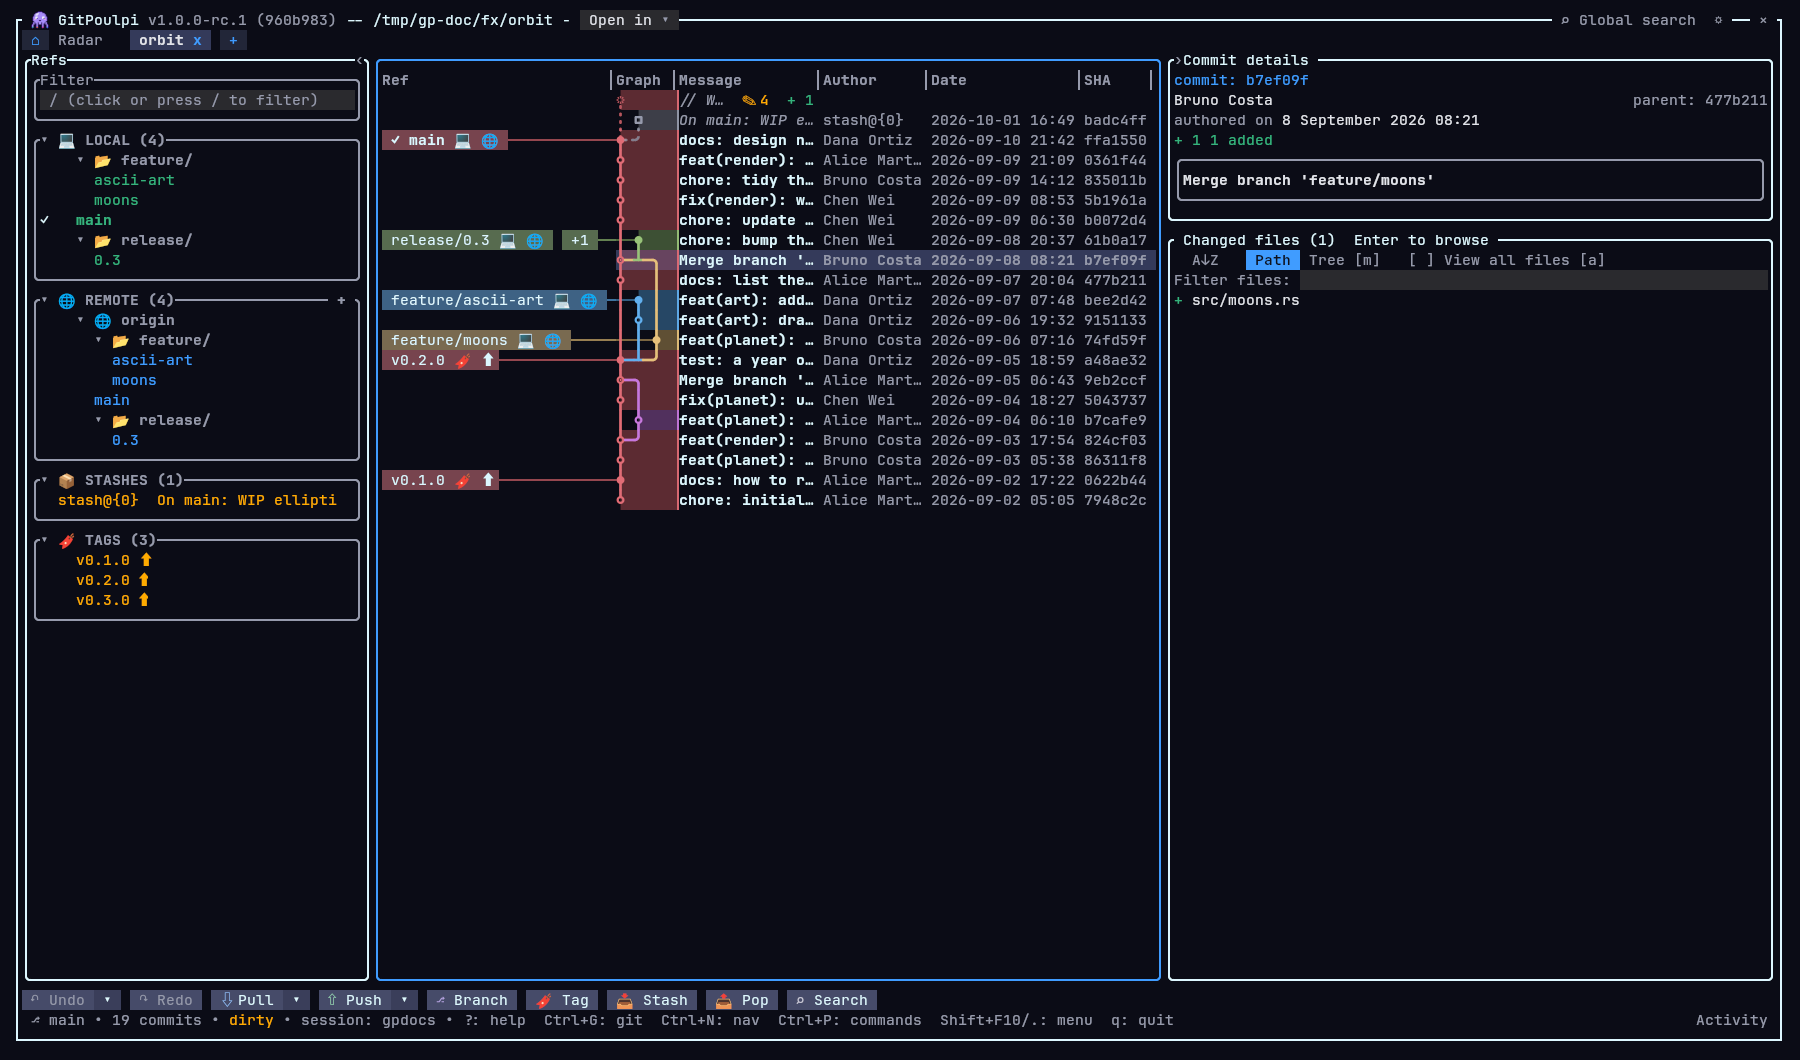 GitPoulpi v1.0.0-rc.1 (960b983) —— /tmp/gp-doc/fx/orbit - Open in ▾ ⌕ Global search ⚙ — ×
⌂ Radar orbit x +
Refs ‹
Filter
/ (click or press / to filter)
▾ 💻 LOCAL (4)
▾ 📂 feature/
ascii-art
moons
✓ main
▾ 📂 release/
0.3
▾ 🌐 REMOTE (4) +
▾ 🌐 origin
▾ 📂 feature/
ascii-art
moons
main
▾ 📂 release/
0.3
▾ 📦 STASHES (1)
stash@{0} On main: WIP ellipti
▾ TAGS (3)
v0.1.0 ⬆
v0.2.0 ⬆
v0.3.0 ⬆
Ref Graph Message Author Date SHA
// W… ✎ 4 + 1
On main: WIP e… stash@{0} 2026-10-01 16:49 badc4ff
✓ main 💻 🌐 docs: design n… Dana Ortiz 2026-09-10 21:42 ffa1550
feat(render): … Alice Mart… 2026-09-09 21:09 0361f44
chore: tidy th… Bruno Costa 2026-09-09 14:12 835011b
fix(render): w… Chen Wei 2026-09-09 08:53 5b1961a
chore: update … Chen Wei 2026-09-09 06:30 b0072d4
release/0.3 💻 🌐 +1 chore: bump th… Chen Wei 2026-09-08 20:37 61b0a17
Merge branch '… Bruno Costa 2026-09-08 08:21 b7ef09f
docs: list the… Alice Mart… 2026-09-07 20:04 477b211
feature/ascii-art 💻 🌐 feat(art): add… Dana Ortiz 2026-09-07 07:48 bee2d42
feat(art): dra… Dana Ortiz 2026-09-06 19:32 9151133
feature/moons 💻 🌐 feat(planet): … Bruno Costa 2026-09-06 07:16 74fd59f
v0.2.0 ⬆ test: a year o… Dana Ortiz 2026-09-05 18:59 a48ae32
Merge branch '… Alice Mart… 2026-09-05 06:43 9eb2ccf
fix(planet): u… Chen Wei 2026-09-04 18:27 5043737
feat(planet): … Alice Mart… 2026-09-04 06:10 b7cafe9
feat(render): … Bruno Costa 2026-09-03 17:54 824cf03
feat(planet): … Bruno Costa 2026-09-03 05:38 86311f8
v0.1.0 ⬆ docs: how to r… Alice Mart… 2026-09-02 17:22 0622b44
chore: initial… Alice Mart… 2026-09-02 05:05 7948c2c
› Commit details
commit: b7ef09f
Bruno Costa parent: 477b211
authored on 8 September 2026 08:21
+ 1 1 added
Merge branch 'feature/moons'
Changed files (1) Enter to browse
A↓Z Path Tree [m] [ ] View all files [a]
Filter files:
+ src/moons.rs
↶ Undo ▾ ↷ Redo ⇩ Pull ▾ ⇧ Push ▾ ⎇ Branch Tag 📥 Stash 📤 Pop ⌕ Search
⎇ main • 19 commits • dirty • session: gpdocs • ?: help Ctrl+G: git Ctrl+N: nav Ctrl+P: commands Shift+F10/.: menu q: quit Activity